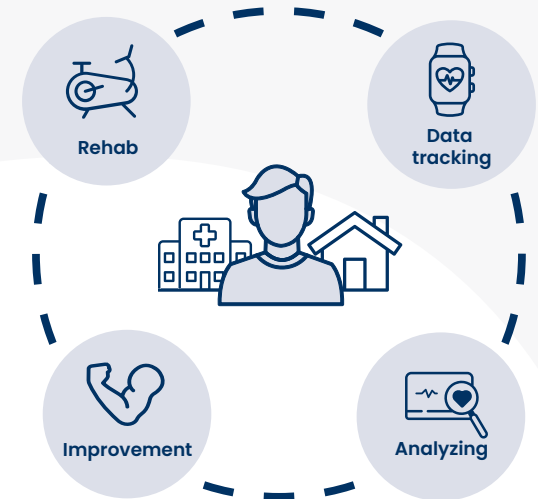 Rehab
Data
tracking
Improvement
Analyzing